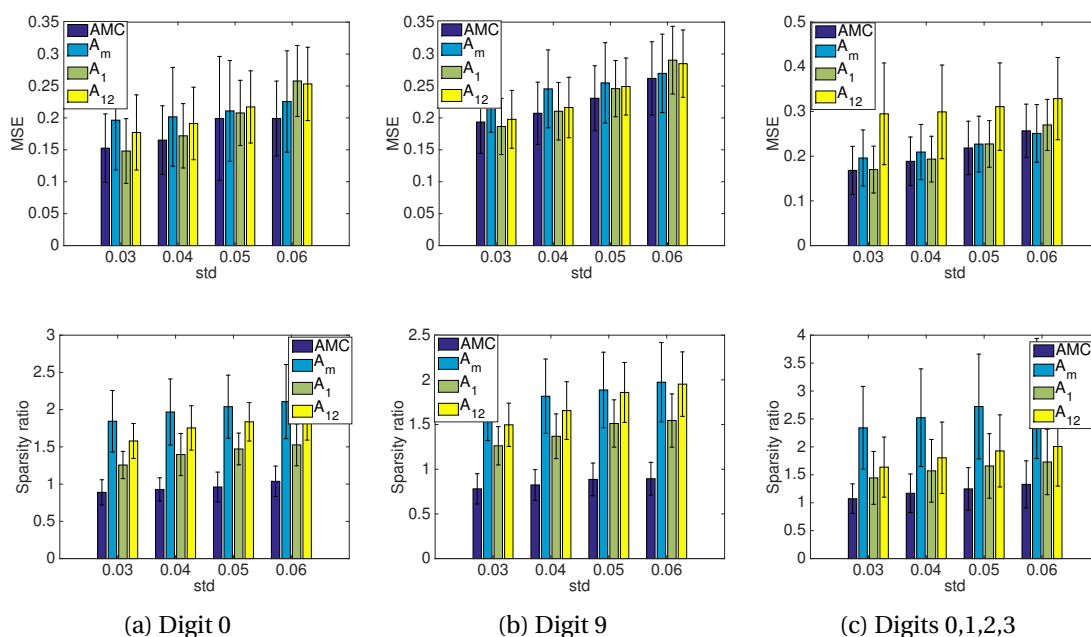 0.35
0.3
0.25
0.2
0.15
0.1
0.05
0
MSE
AMC
A_m
A_1
A_12
0.03 0.04 0.05 0.06
std
0.35
0.3
0.25
0.2
0.15
0.1
0.05
0
MSE
AMC
A_m
A_1
A_12
0.03 0.04 0.05 0.06
std
0.5
0.4
0.3
0.2
0.1
0
MSE
AMC
A_m
A_1
A_12
0.03 0.04 0.05 0.06
std
3
2.5
2
1.5
1
0.5
0
Sparsity ratio
AMC
A_m
A_1
A_12
0.03 0.04 0.05 0.06
std
2.5
2
1.5
1
0.5
0
Sparsity ratio
AMC
A_m
A_1
A_12
0.03 0.04 0.05 0.06
std
4
3.5
3
2.5
2
1.5
1
0.5
0
Sparsity ratio
AMC
A_m
A_1
A_12
0.03 0.04 0.05 0.06
std
(a) Digit 0
(b) Digit 9
(c) Digits 0,1,2,3